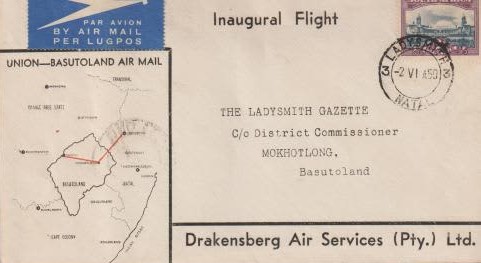 PAR AVION
BY AIR MAIL
PER LUGPOS
Inaugural Flight
LADYSMITH
3 3
-2 VI 50
NATAL
UNION—BASUTOLAND AIR MAIL
TRANSVAAL
ORANGE FREE STATE
BASUTOLAND
NATAL
CAPE COLONY
THE LADYSMITH GAZETTE
C/o District Commissioner
MOKHOTLONG.
Basutoland
Drakensberg Air Services (Pty.) Ltd.